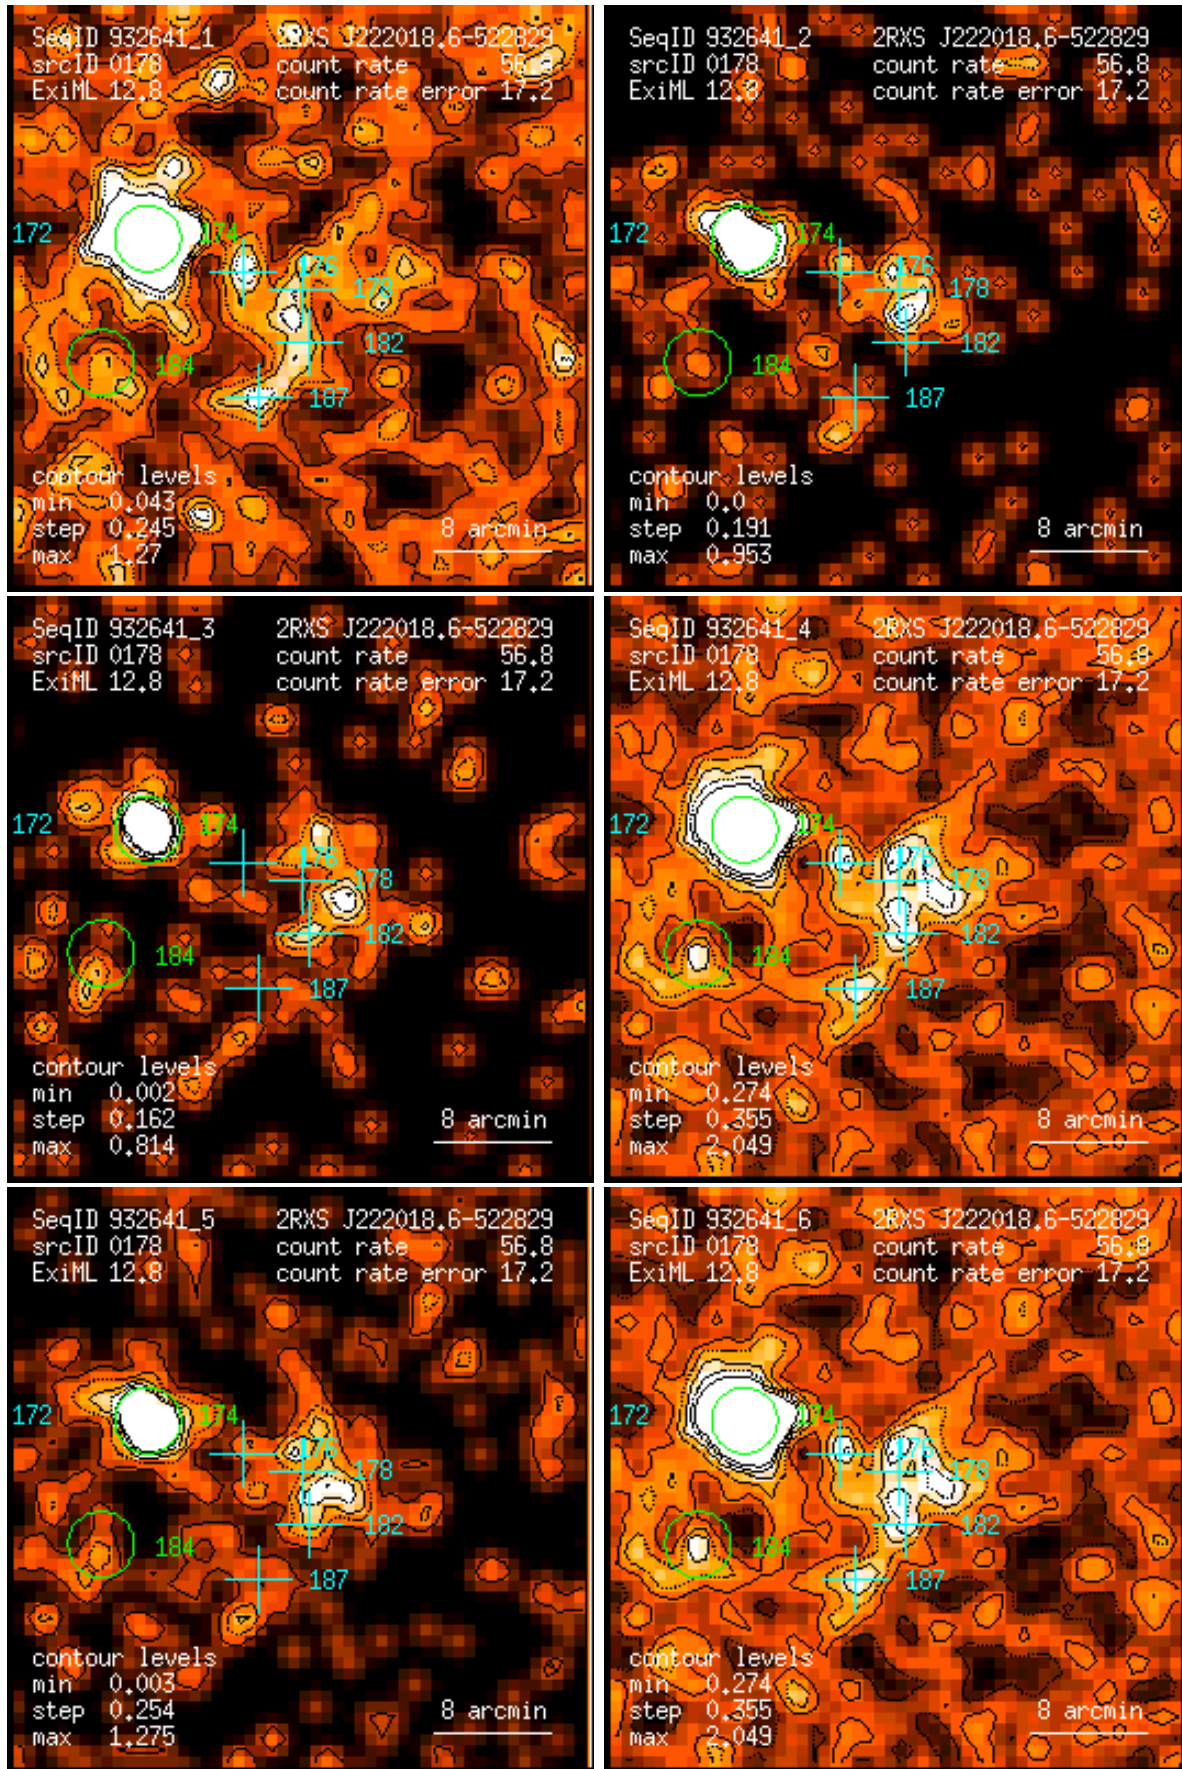 SeqID 932641_1 2RXS J222018.6-522829
srcID 0178 count rate 56.8
ExiML 12.8 count rate error 17.2
172 174
176
178
182
184
187
contour levels
min 0.043
step 0.245 8 arcmin
max 1.27
SeqID 932641_2 2RXS J222018.6-522829
srcID 0178 count rate 56.8
ExiML 12.8 count rate error 17.2
172 174
176
178
182
184
187
contour levels
min 0.0
step 0.191 8 arcmin
max 0.953
SeqID 932641_3 2RXS J222018.6-522829
srcID 0178 count rate 56.8
ExiML 12.8 count rate error 17.2
172 174
176
178
182
184
187
contour levels
min 0.002
step 0.162 8 arcmin
max 0.814
SeqID 932641_4 2RXS J222018.6-522829
srcID 0178 count rate 56.8
ExiML 12.8 count rate error 17.2
172 174
176
178
182
184
187
contour levels
min 0.274
step 0.355 8 arcmin
max 2.049
SeqID 932641_5 2RXS J222018.6-522829
srcID 0178 count rate 56.8
ExiML 12.8 count rate error 17.2
172 174
176
178
182
184
187
contour levels
min 0.003
step 0.254 8 arcmin
max 1.275
SeqID 932641_6 2RXS J222018.6-522829
srcID 0178 count rate 56.8
ExiML 12.8 count rate error 17.2
172 174
176
178
182
184
187
contour levels
min 0.274
step 0.355 8 arcmin
max 2.049